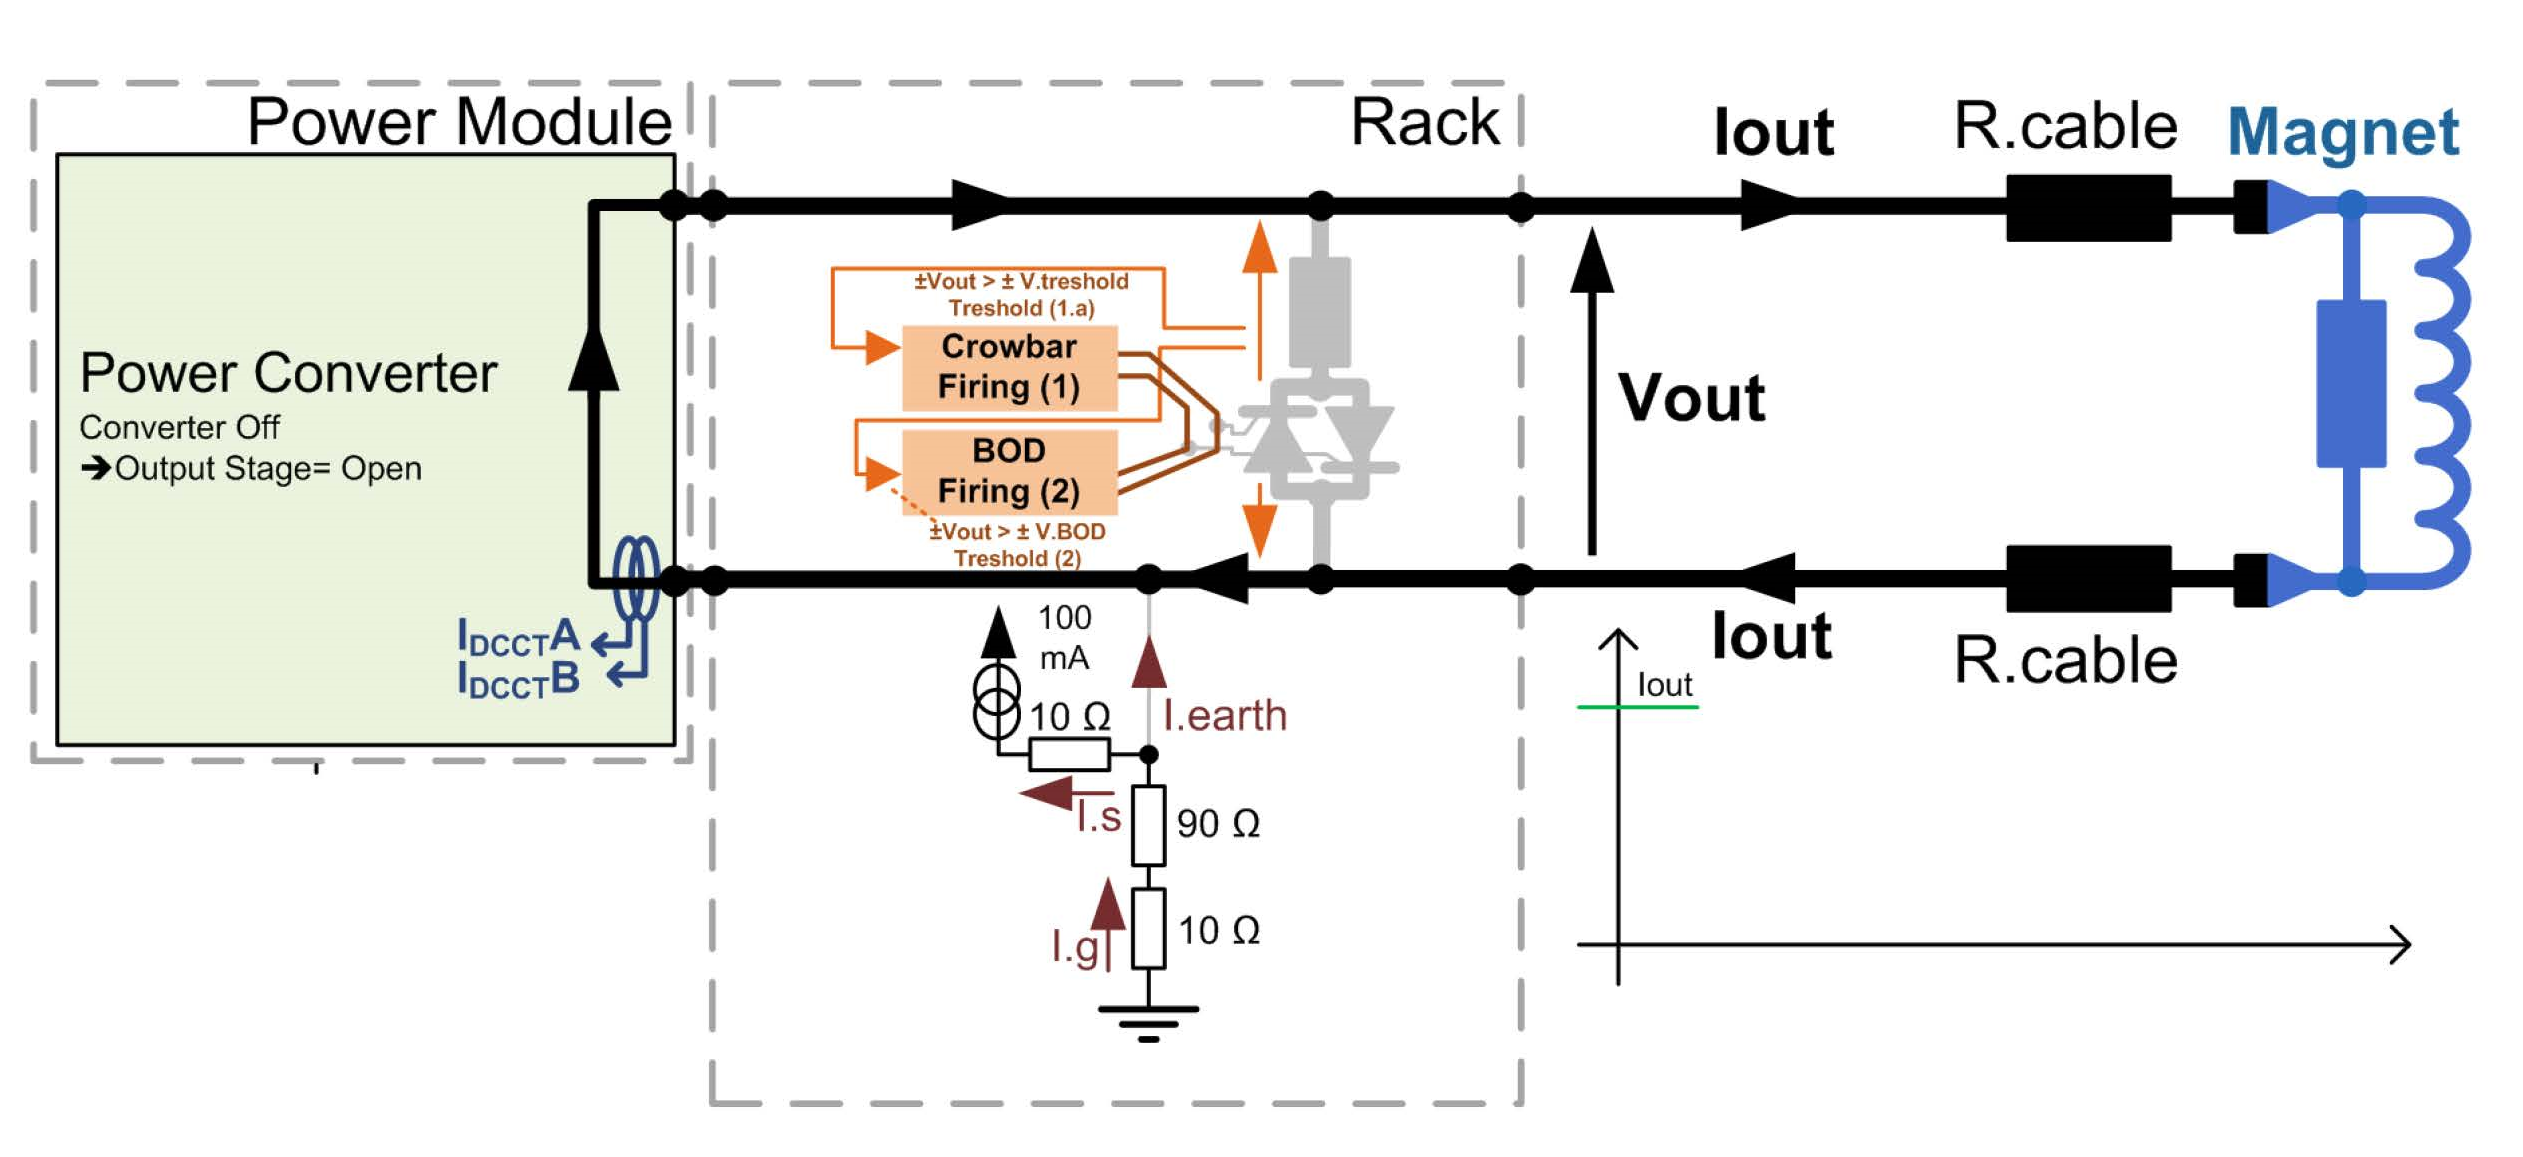 Power Module
Rack
Iout
R.cable
Magnet
±Vout > ± V.treshold
Treshold (1.a)
Crowbar
Firing (1)
Power Converter
Converter Off
➔Output Stage= Open
BOD
Firing (2)
±Vout > ± V.BOD
Treshold (2)
Vout
IDCCTA
IDCCTB
100
mA
10 Ω
I.earth
I.s
90 Ω
I.g
10 Ω
Iout
R.cable
Iout